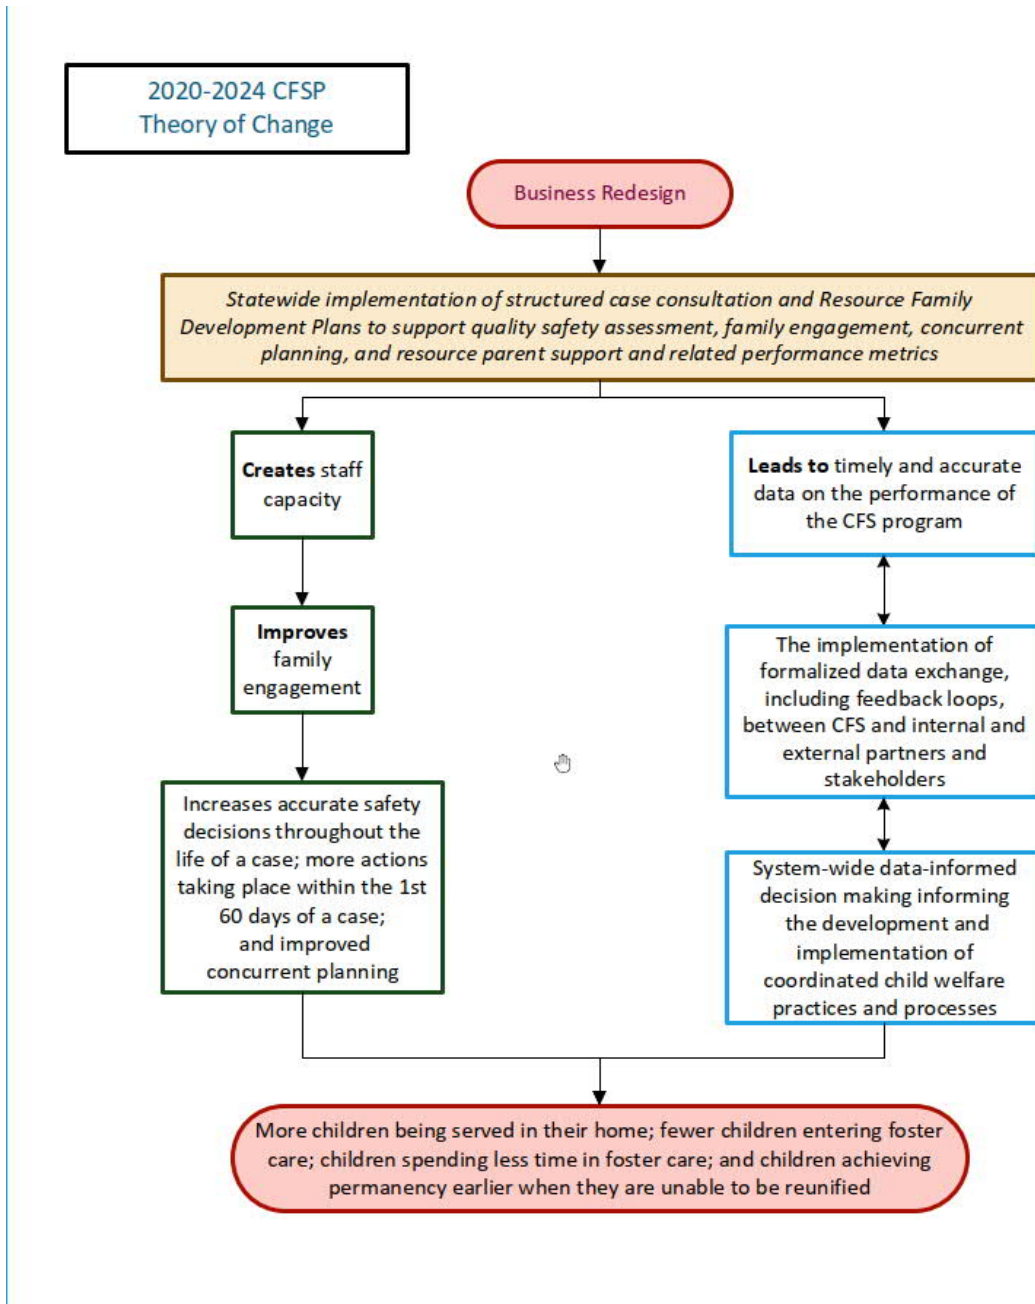 2020-2024 CFSP
Theory of Change
Business Redesign
Statewide implementation of structured case consultation and Resource Family
Development Plans to support quality safety assessment, family engagement, concurrent
planning, and resource parent support and related performance metrics
Creates staff
capacity
Leads to timely and accurate
data on the performance of
the CFS program
Improves
family
engagement
The implementation of
formalized data exchange,
including feedback loops,
between CFS and internal and
external partners and
stakeholders
Increases accurate safety
decisions throughout the
life of a case; more actions
taking place within the 1st
60 days of a case;
and improved
concurrent planning
System-wide data-informed
decision making informing
the development and
implementation of
coordinated child welfare
practices and processes
More children being served in their home; fewer children entering foster
care; children spending less time in foster care; and children achieving
permanency earlier when they are unable to be reunified